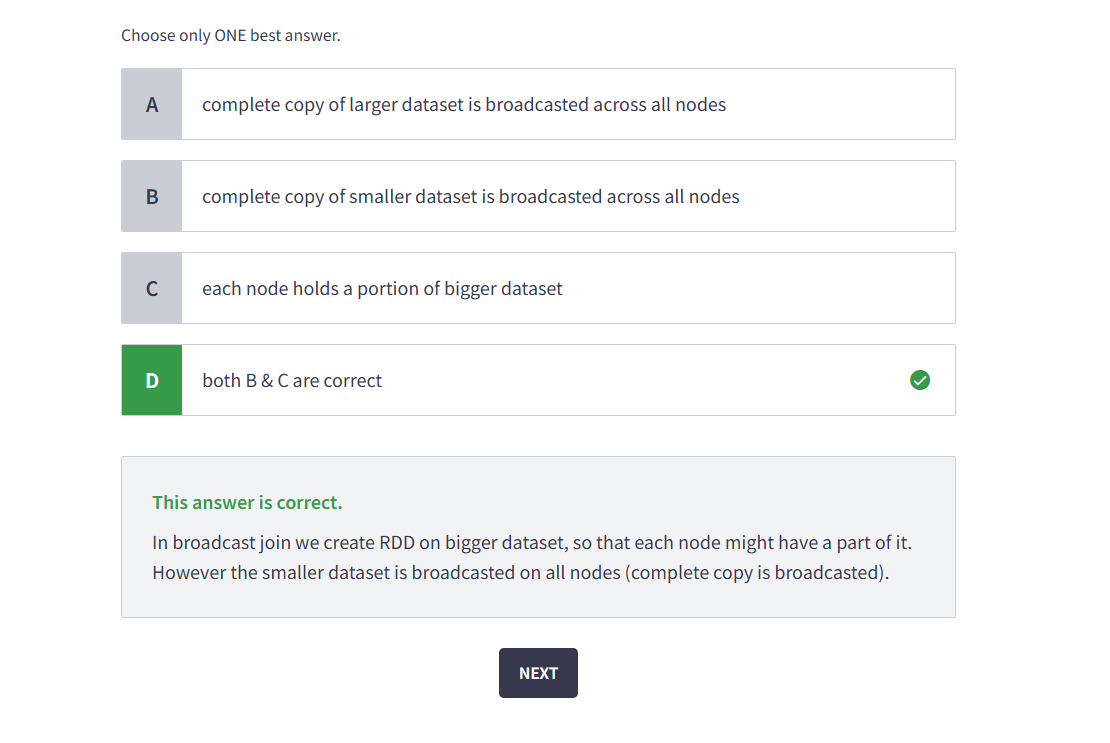 Choose only ONE best answer.
A
complete copy of larger dataset is broadcasted across all nodes
B
complete copy of smaller dataset is broadcasted across all nodes
C
each node holds a portion of bigger dataset
D
both B & C are correct
This answer is correct.
In broadcast join we create RDD on bigger dataset, so that each node might have a part of it.
However the smaller dataset is broadcasted on all nodes (complete copy is broadcasted).
NEXT